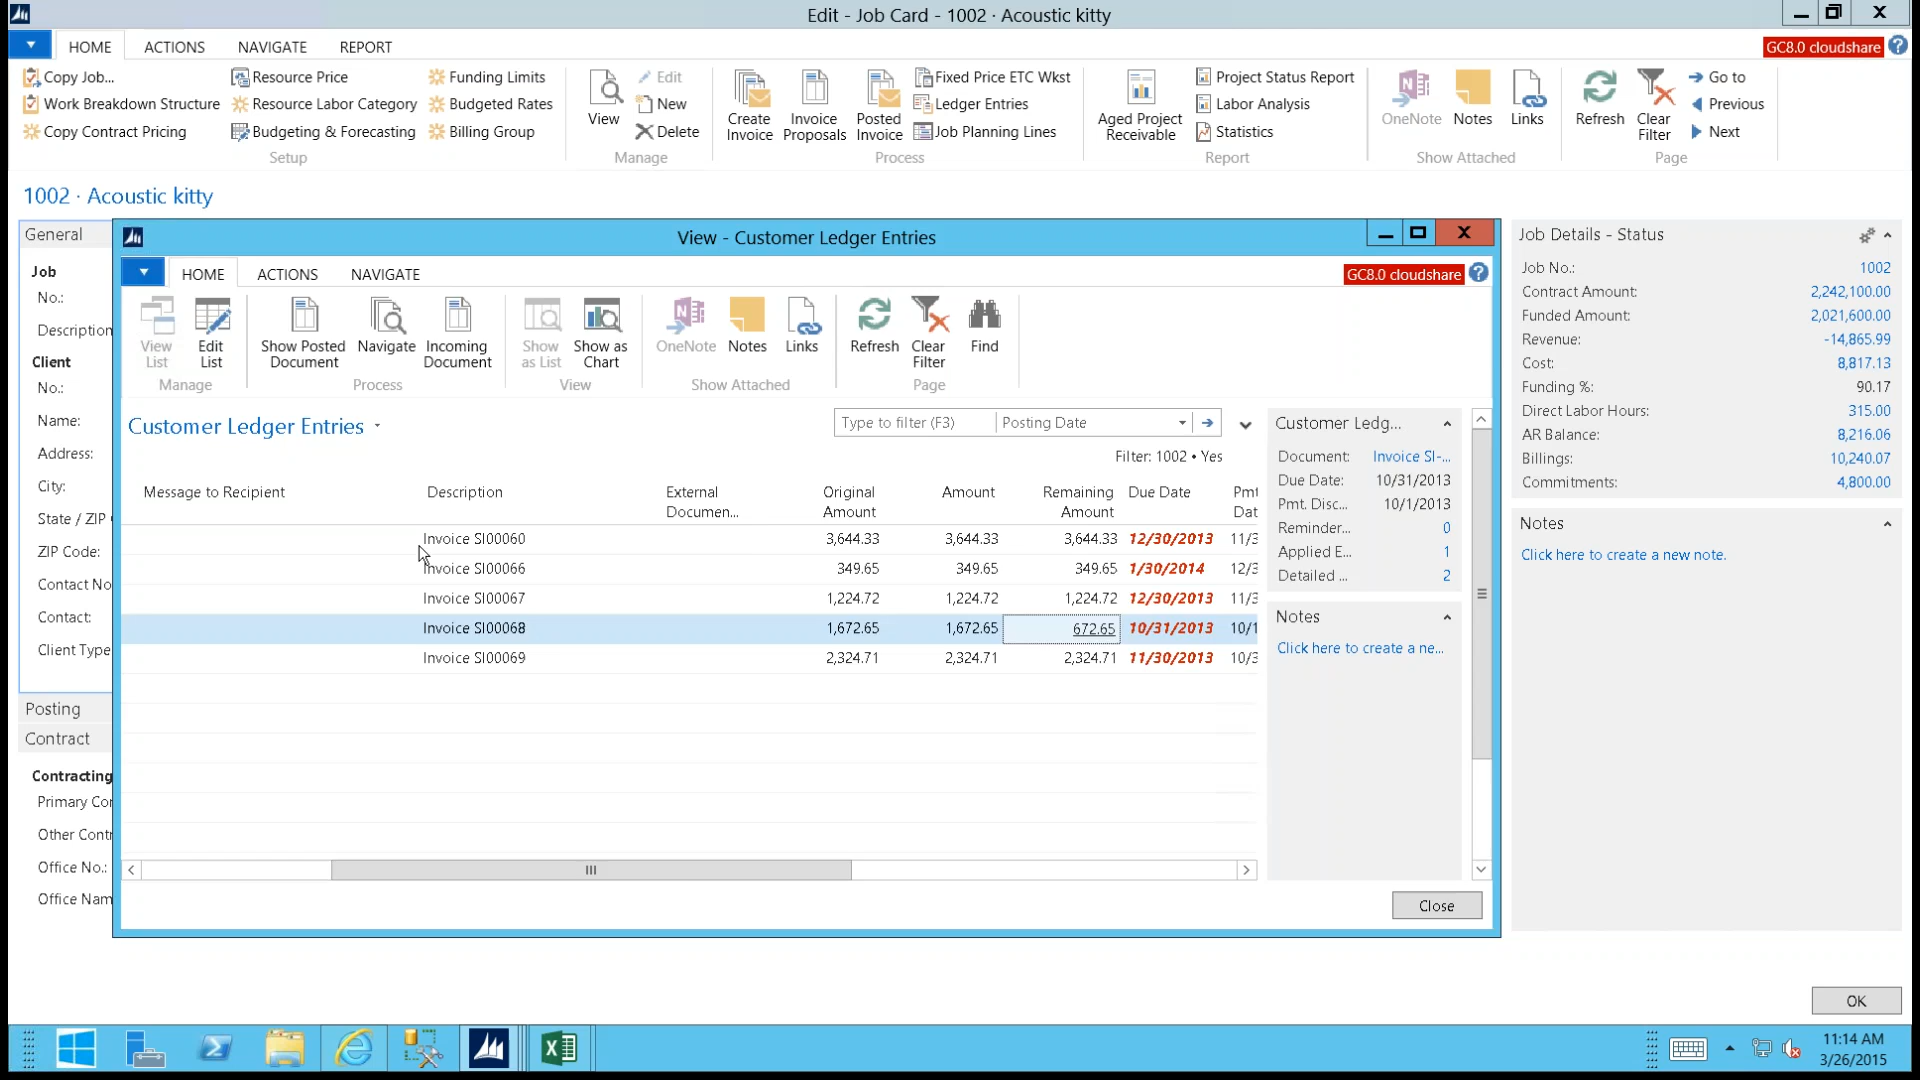 Edit - Job Card - 1002 · Acoustic kitty
HOME ACTIONS NAVIGATE REPORT
GC8.0 cloudshare
Copy Job...
Work Breakdown Structure
Copy Contract Pricing
Resource Price
Resource Labor Category
Budgeting & Forecasting
Funding Limits
Budgeted Rates
Billing Group
Setup
View
Edit
New
Delete
Manage
Create Invoice
Invoice Proposals
Posted Invoice
Fixed Price ETC Wkst
Ledger Entries
Job Planning Lines
Process
Aged Project Receivable
Project Status Report
Labor Analysis
Statistics
Report
OneNote
Notes
Links
Show Attached
Refresh
Clear Filter
Go to
Previous
Next
Page
1002 · Acoustic kitty
General
Job
No.:
Description
Client
No.:
Name:
Address:
City:
State / ZIP
ZIP Code:
Contact No
Contact:
Client Type
Posting
Contract
Contracting
Primary Cor
Other Contr
Office No.:
Office Nam
View - Customer Ledger Entries
HOME ACTIONS NAVIGATE
GC8.0 cloudshare
View List
Edit List
Manage
Show Posted Document
Navigate
Incoming Document
Process
Show as List
Show as Chart
View
OneNote
Notes
Links
Show Attached
Refresh
Clear Filter
Find
Page
Customer Ledger Entries
Type to filter (F3) Posting Date
Filter: 1002 • Yes
Message to Recipient Description External Documen... Original Amount Amount Remaining Amount Due Date Pmt Dat
Invoice SI00060 3,644.33 3,644.33 3,644.33 12/30/2013 11/3
Invoice SI00066 349.65 349.65 349.65 1/30/2014 12/3
Invoice SI00067 1,224.72 1,224.72 1,224.72 12/30/2013 11/3
Invoice SI00068 1,672.65 1,672.65 672.65 10/31/2013 10/1
Invoice SI00069 2,324.71 2,324.71 2,324.71 11/30/2013 10/3
Customer Ledg...
Document: Invoice SI-...
Due Date: 10/31/2013
Pmt. Disc... 10/1/2013
Reminder... 0
Applied E... 1
Detailed ... 2
Notes
Click here to create a ne...
Close
Job Details - Status
Job No.: 1002
Contract Amount: 2,242,100.00
Funded Amount: 2,021,600.00
Revenue: -14,865.99
Cost: 8,817.13
Funding %: 90.17
Direct Labor Hours: 315.00
AR Balance: 8,216.06
Billings: 10,240.07
Commitments: 4,800.00
Notes
Click here to create a new note.
OK
11:14 AM
3/26/2015